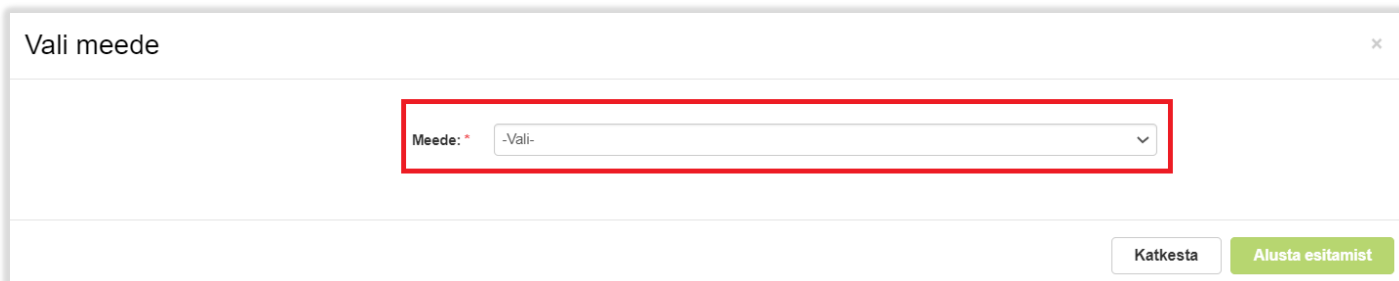 Vali meede
×
Meede: * -Vali-
Katkesta Alusta esitamist